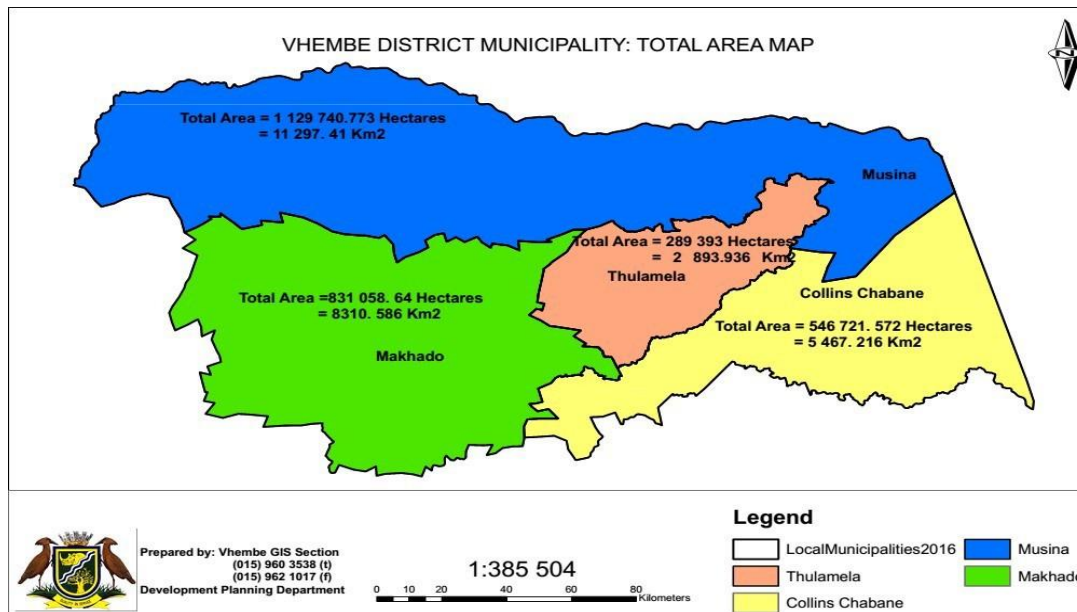 VHEMBE DISTRICT MUNICIPALITY: TOTAL AREA MAP
N
Total Area = 1 129 740.773 Hectares
= 11 297. 41 Km2
Musina
Total Area = 289 393 Hectares
= 2 893.936 Km2
Thulamela
Total Area =831 058. 64 Hectares
= 8310. 586 Km2
Makhado
Collins Chabane
Total Area = 546 721. 572 Hectares
= 5 467. 216 Km2
Prepared by: Vhembe GIS Section
(015) 960 3538 (t)
(015) 962 1017 (f)
Development Planning Department
1:385 504
0 5 10 20 30 40 50 60 70 80
Kilometers
Legend
LocalMunicipalities2016
Thulamela
Collins Chabane
Musina
Makhado